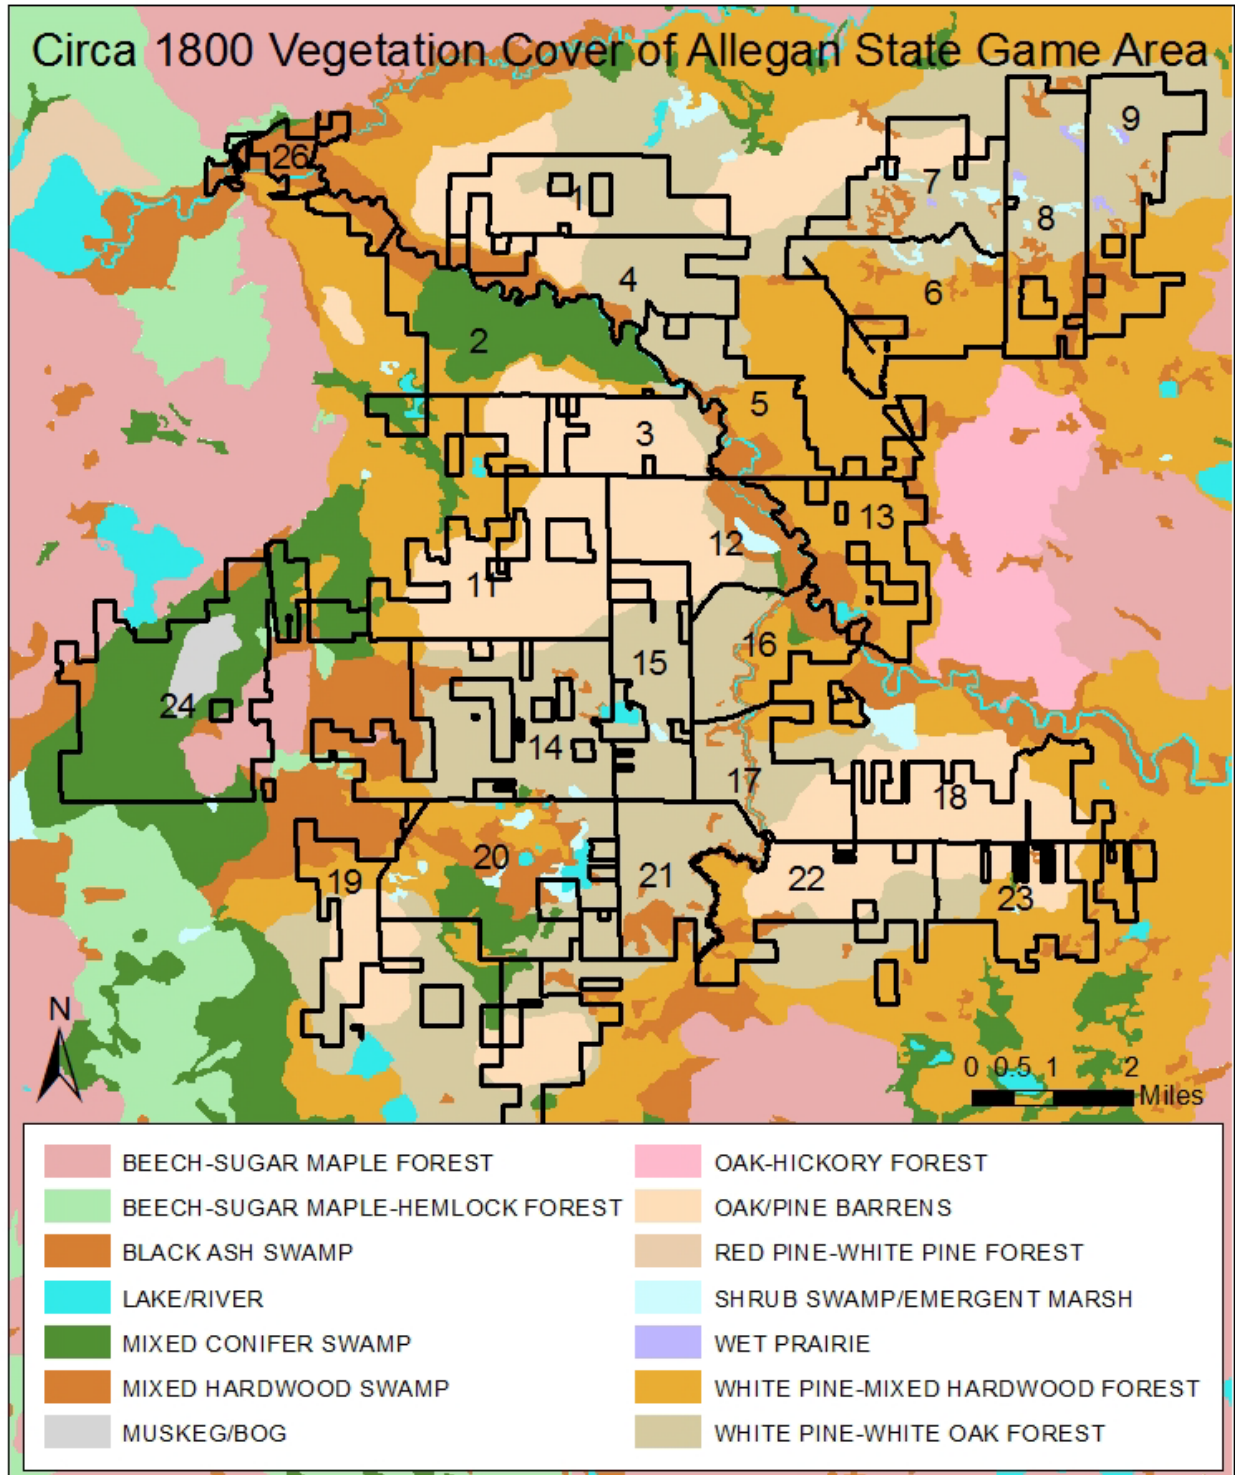 Circa 1800 Vegetation Cover of Allegan State Game Area
9
26
7
1
8
4
6
2
5
3
13
12
11
16
15
24
14
17
18
20
21
22
19
23
N
0 0.5 1 2
Miles
BEECH-SUGAR MAPLE FOREST
OAK-HICKORY FOREST
BEECH-SUGAR MAPLE-HEMLOCK FOREST
OAK/PINE BARRENS
BLACK ASH SWAMP
RED PINE-WHITE PINE FOREST
LAKE/RIVER
SHRUB SWAMP/EMERGENT MARSH
MIXED CONIFER SWAMP
WET PRAIRIE
MIXED HARDWOOD SWAMP
WHITE PINE-MIXED HARDWOOD FOREST
MUSKEG/BOG
WHITE PINE-WHITE OAK FOREST